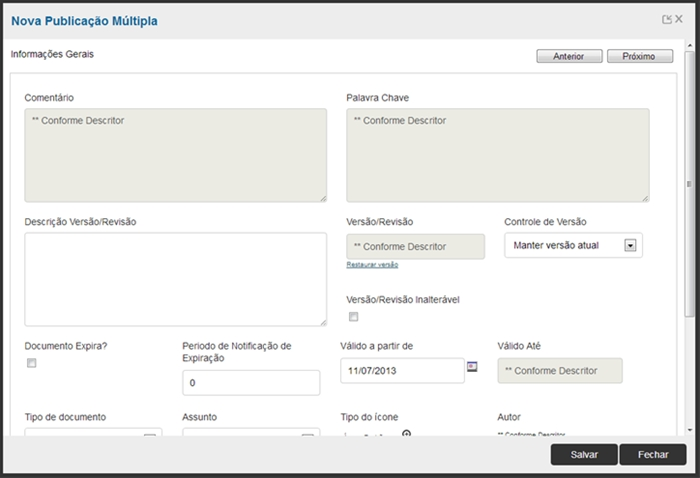 Nova Publicação Múltipla
Informações Gerais
Anterior Próximo
Comentário Palavra Chave
** Conforme Descritor ** Conforme Descritor
Descrição Versão/Revisão Versão/Revisão Controle de Versão
** Conforme Descritor Manter versão atual
Restaurar versão
Versão/Revisão Inalterável
Documento Expira? Periodo de Notificação de Expiração Válido a partir de Válido Até
0 11/07/2013 ** Conforme Descritor
Tipo de documento Assunto Tipo do ícone Autor
** Conforme Descritor
Salvar Fechar